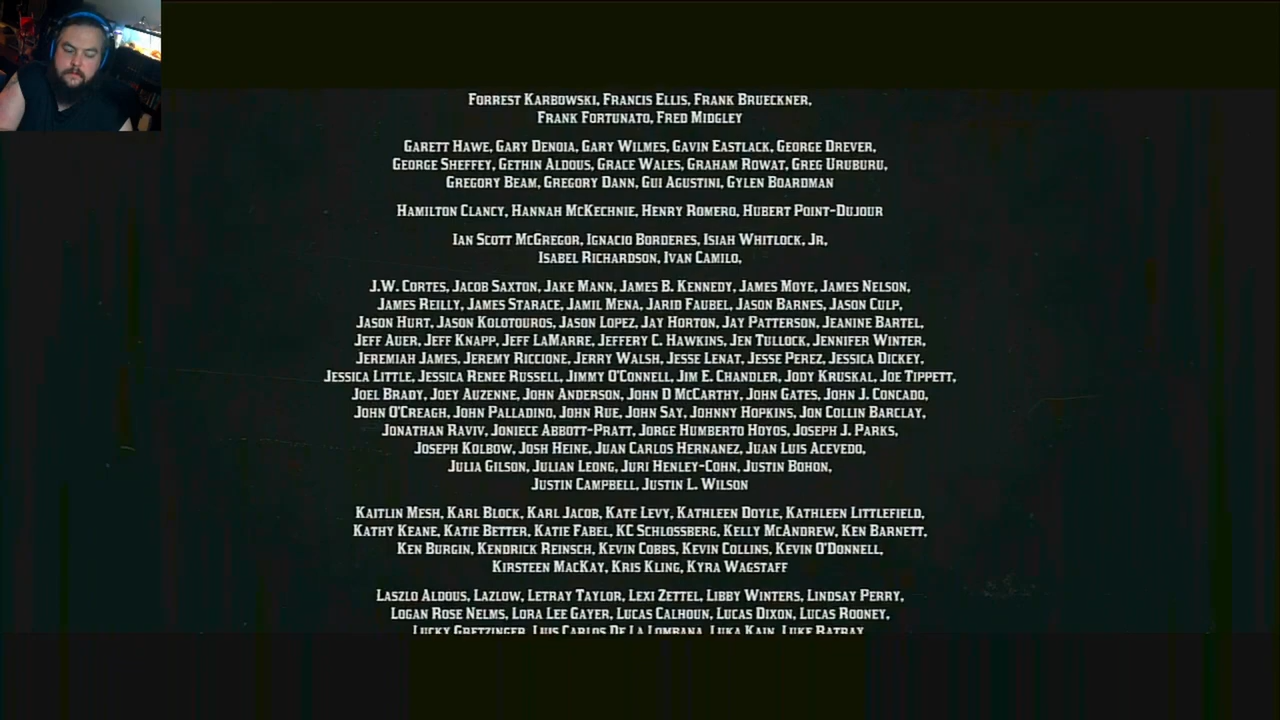 Forrest Karbowski, Francis Ellis, Frank Brueckner,
Frank Fortunato, Fred Midgley
Garett Hawe, Gary Denoia, Gary Wilmes, Gavin Eastlack, George Drever,
George Sheffey, Gethin Aldous, Grace Wales, Graham Rowat, Greg Uruburu,
Gregory Beam, Gregory Dann, Gui Agustini, Gylen Boardman
Hamilton Clancy, Hannah McKechnie, Henry Romero, Hubert Point-Dujour
Ian Scott McGregor, Ignacio Borderes, Isiah Whitlock, Jr,
Isabel Richardson, Ivan Camilo,
J.W. Cortes, Jacob Saxton, Jake Mann, James B. Kennedy, James Moye, James Nelson,
James Reilly, James Starace, Jamil Mena, Jarid Faubel, Jason Barnes, Jason Culp,
Jason Hurt, Jason Kolotouros, Jason Lopez, Jay Horton, Jay Patterson, Jeanine Bartel,
Jeff Auer, Jeff Knapp, Jeff LaMarre, Jeffery C. Hawkins, Jen Tullock, Jennifer Winter,
Jeremiah James, Jeremy Riccione, Jerry Walsh, Jesse Lenat, Jesse Perez, Jessica Dickey,
Jessica Little, Jessica Renee Russell, Jimmy O'Connell, Jim E. Chandler, Jody Kruskal, Joe Tippett,
Joel Brady, Joey Auzenne, John Anderson, John D McCarthy, John Gates, John J. Concado,
John O'Creagh, John Palladino, John Rue, John Say, Johnny Hopkins, Jon Collin Barclay,
Jonathan Raviv, Joniece Abbott-Pratt, Jorge Humberto Hoyos, Joseph J. Parks,
Joseph Kolbow, Josh Heine, Juan Carlos Hernanez, Juan Luis Acevedo,
Julia Gilson, Julian Leong, Juri Henley-Cohn, Justin Bohon,
Justin Campbell, Justin L. Wilson
Kaitlin Mesh, Karl Block, Karl Jacob, Kate Levy, Kathleen Doyle, Kathleen Littlefield,
Kathy Keane, Katie Better, Katie Fabel, KC Schlossberg, Kelly McAndrew, Ken Barnett,
Ken Burgin, Kendrick Reinsch, Kevin Cobbs, Kevin Collins, Kevin O'Donnell,
Kirsteen MacKay, Kris Kling, Kyra Wagstaff
Laszlo Aldous, Lazlow, Letray Taylor, Lexi Zettel, Libby Winters, Lindsay Perry,
Logan Rose Nelms, Lora Lee Gayer, Lucas Calhoun, Lucas Dixon, Lucas Rooney,
Lucky Gretzinger, Luis Carlos De La Lombana, Luka Kain, Luke